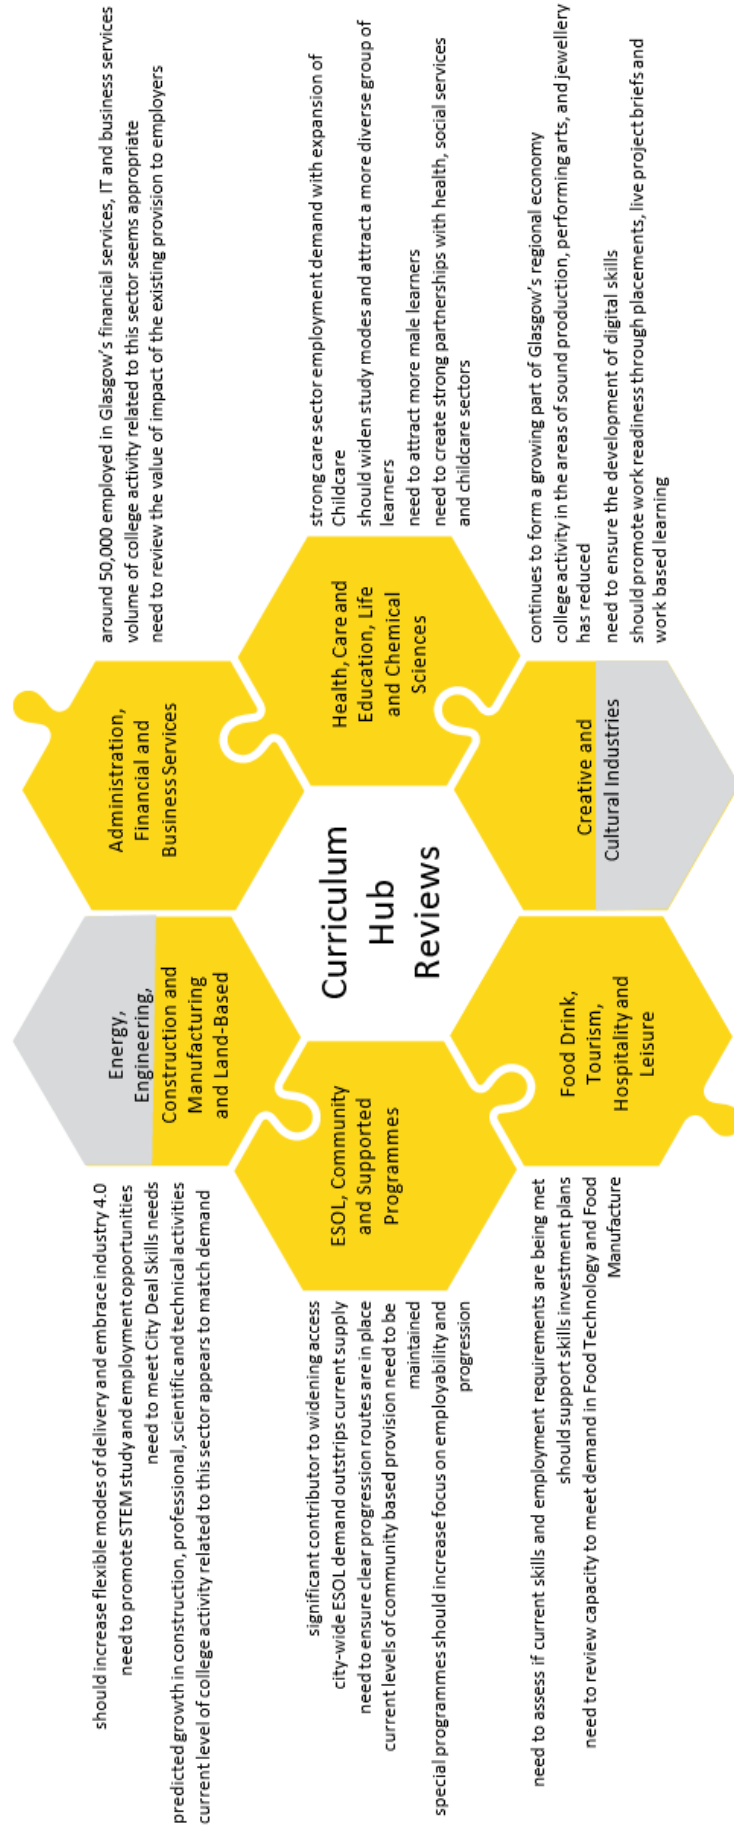 should increase flexible modes of delivery and embrace industry 4.0
need to promote STEM study and employment opportunities
need to meet City Deal Skills needs
predicted growth in construction, professional, scientific and technical activities
current level of college activity related to this sector appears to match demand
Energy,
Engineering,
Construction and
Manufacturing
and Land-Based
Administration,
Financial and
Business Services
around 50,000 employed in Glasgow's financial services, IT and business services
volume of college activity related to this sector seems appropriate
need to review the value of impact of the existing provision to employers
significant contributor to widening access
city-wide ESOL demand outstrips current supply
need to ensure clear progression routes are in place
current levels of community based provision need to be
maintained
special programmes should increase focus on employability and
progression
ESOL, Community
and Supported
Programmes
Curriculum
Hub
Reviews
Health, Care and
Education, Life
and Chemical
Sciences
strong care sector employment demand with expansion of
Childcare
should widen study modes and attract a more diverse group of
learners
need to attract more male learners
need to create strong partnerships with health, social services
and childcare sectors
need to assess if current skills and employment requirements are being met
should support skills investment plans
need to review capacity to meet demand in Food Technology and Food
Manufacture
Food Drink,
Tourism,
Hospitality and
Leisure
Creative and
Cultural Industries
continues to form a growing part of Glasgow's regional economy
college activity in the areas of sound production, performing arts, and jewellery
has reduced
need to ensure the development of digital skills
should promote work readiness through placements, live project briefs and
work based learning